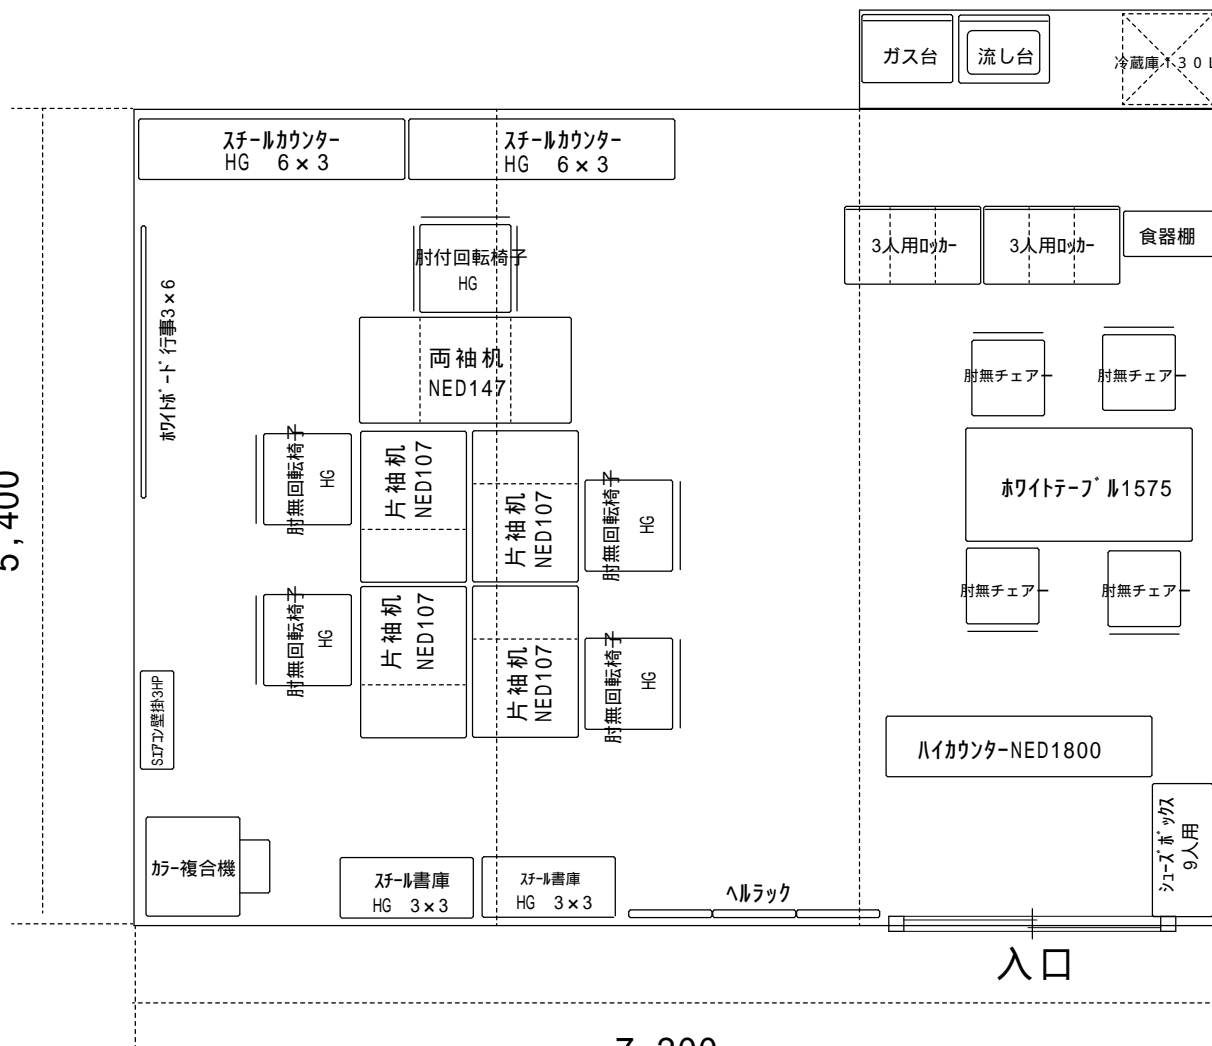 ガス台
流し台
冷蔵庫130L
スチールカウンター
HG 6×3
スチールカウンター
HG 6×3
3人用ロッカー
3人用ロッカー
食器棚
肘付回転椅子
HG
ホワイトボード行事3×6
両袖机
NED147
肘無チェアー
肘無チェアー
肘無回転椅子
HG
片袖机
NED107
片袖机
NED107
肘無回転椅子
HG
ホワイトテーブル1575
5,400
肘無回転椅子
HG
片袖机
NED107
片袖机
NED107
肘無回転椅子
HG
肘無チェアー
肘無チェアー
Sエアコン壁掛3HP
ハイカウンターNED1800
シューズボックス
9人用
カラー複合機
スチール書庫
HG 3×3
スチール書庫
HG 3×3
ヘルラック
入口